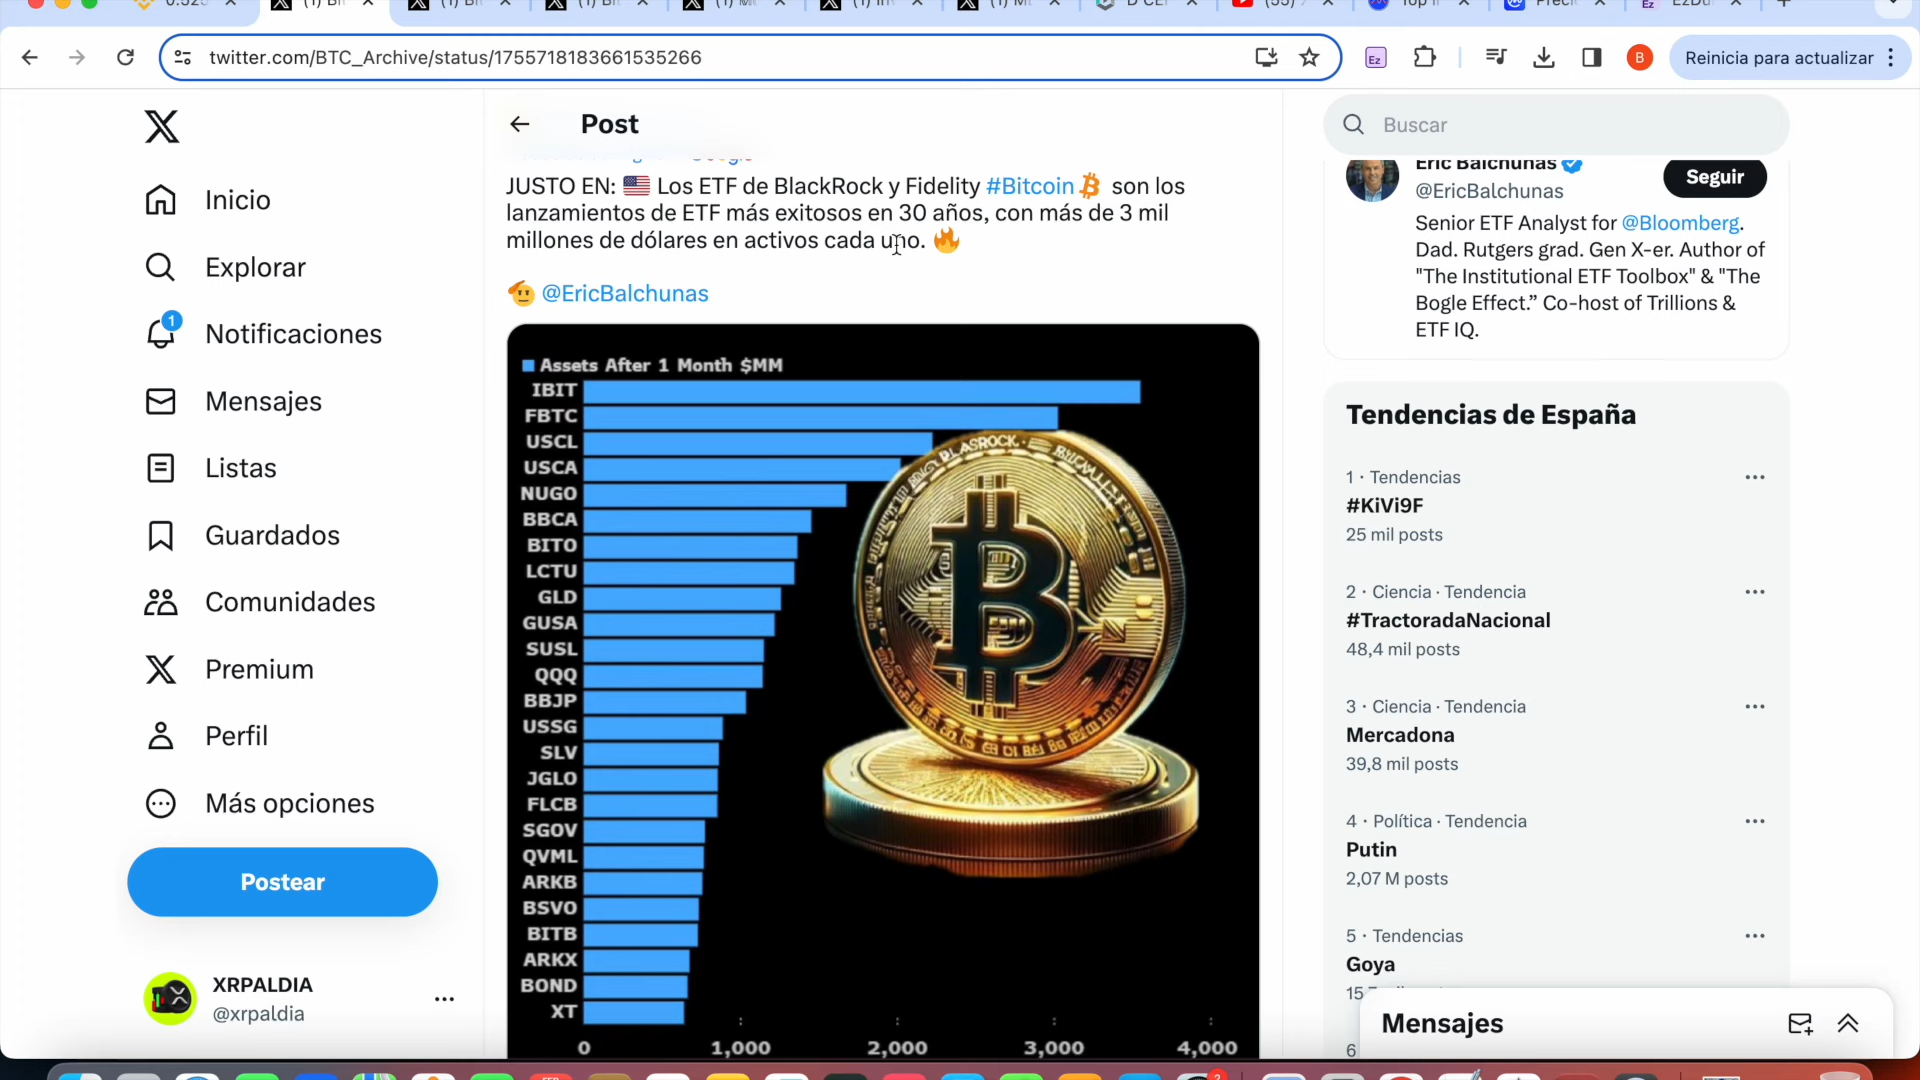 twitter.com/BTC_Archive/status/1755718183661535266
Reinicia para actualizar
Inicio
Explorar
1
Notificaciones
Mensajes
Listas
Guardados
Comunidades
Premium
Perfil
Más opciones
Postear
XRPALDIA
@xrpaldia
Post
JUSTO EN: Los ETF de BlackRock y Fidelity #Bitcoin son los
lanzamientos de ETF más exitosos en 30 años, con más de 3 mil
millones de dólares en activos cada uno.
@EricBalchunas
Assets After 1 Month $MM
IBIT
FBTC
USCL
USCA
NUGO
BBCA
BITO
LCTU
GLD
GUSA
SUSL
QQQ
BBJP
USSG
SLV
JGLO
FLCB
SGOV
QVML
ARKB
BSVO
BITB
ARKX
BOND
XT
0 1,000 2,000 3,000 4,000
Buscar
Eric Balchunas
@EricBalchunas
Seguir
Senior ETF Analyst for @Bloomberg.
Dad. Rutgers grad. Gen X-er. Author of
"The Institutional ETF Toolbox" & "The
Bogle Effect.” Co-host of Trillions &
ETF IQ.
Tendencias de España
1 · Tendencias
#KiVi9F
25 mil posts
2 · Ciencia · Tendencia
#TractoradaNacional
48,4 mil posts
3 · Ciencia · Tendencia
Mercadona
39,8 mil posts
4 · Política · Tendencia
Putin
2,07 M posts
5 · Tendencias
Goya
6
Mensajes